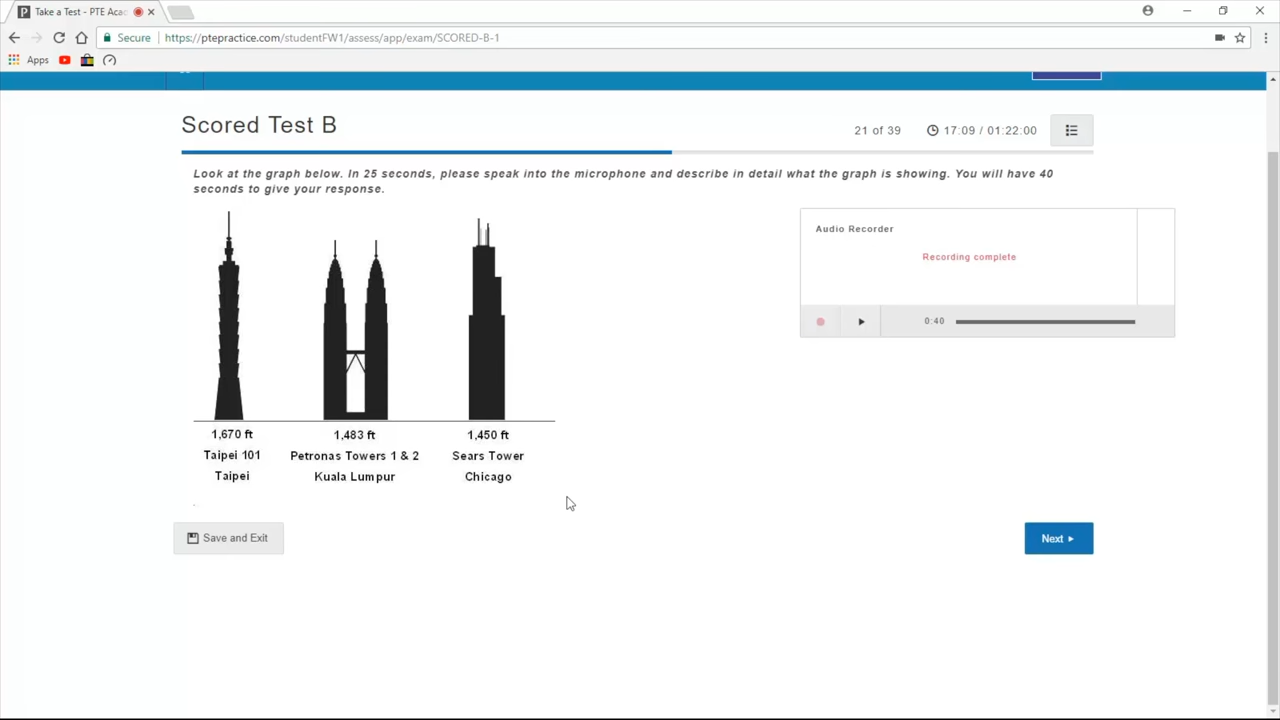 Take a Test - PTE Aca
Secure
https://ptepractice.com/studentFW1/assess/app/exam/SCORED-B-1
Apps
Scored Test B
21 of 39
17:09 / 01:22:00
Look at the graph below. In 25 seconds, please speak into the microphone and describe in detail what the graph is showing. You will have 40
seconds to give your response.
Audio Recorder
Recording complete
0:40
1,670 ft
1,483 ft
1,450 ft
Taipei 101
Petronas Towers 1 & 2
Sears Tower
Taipei
Kuala Lumpur
Chicago
Save and Exit
Next